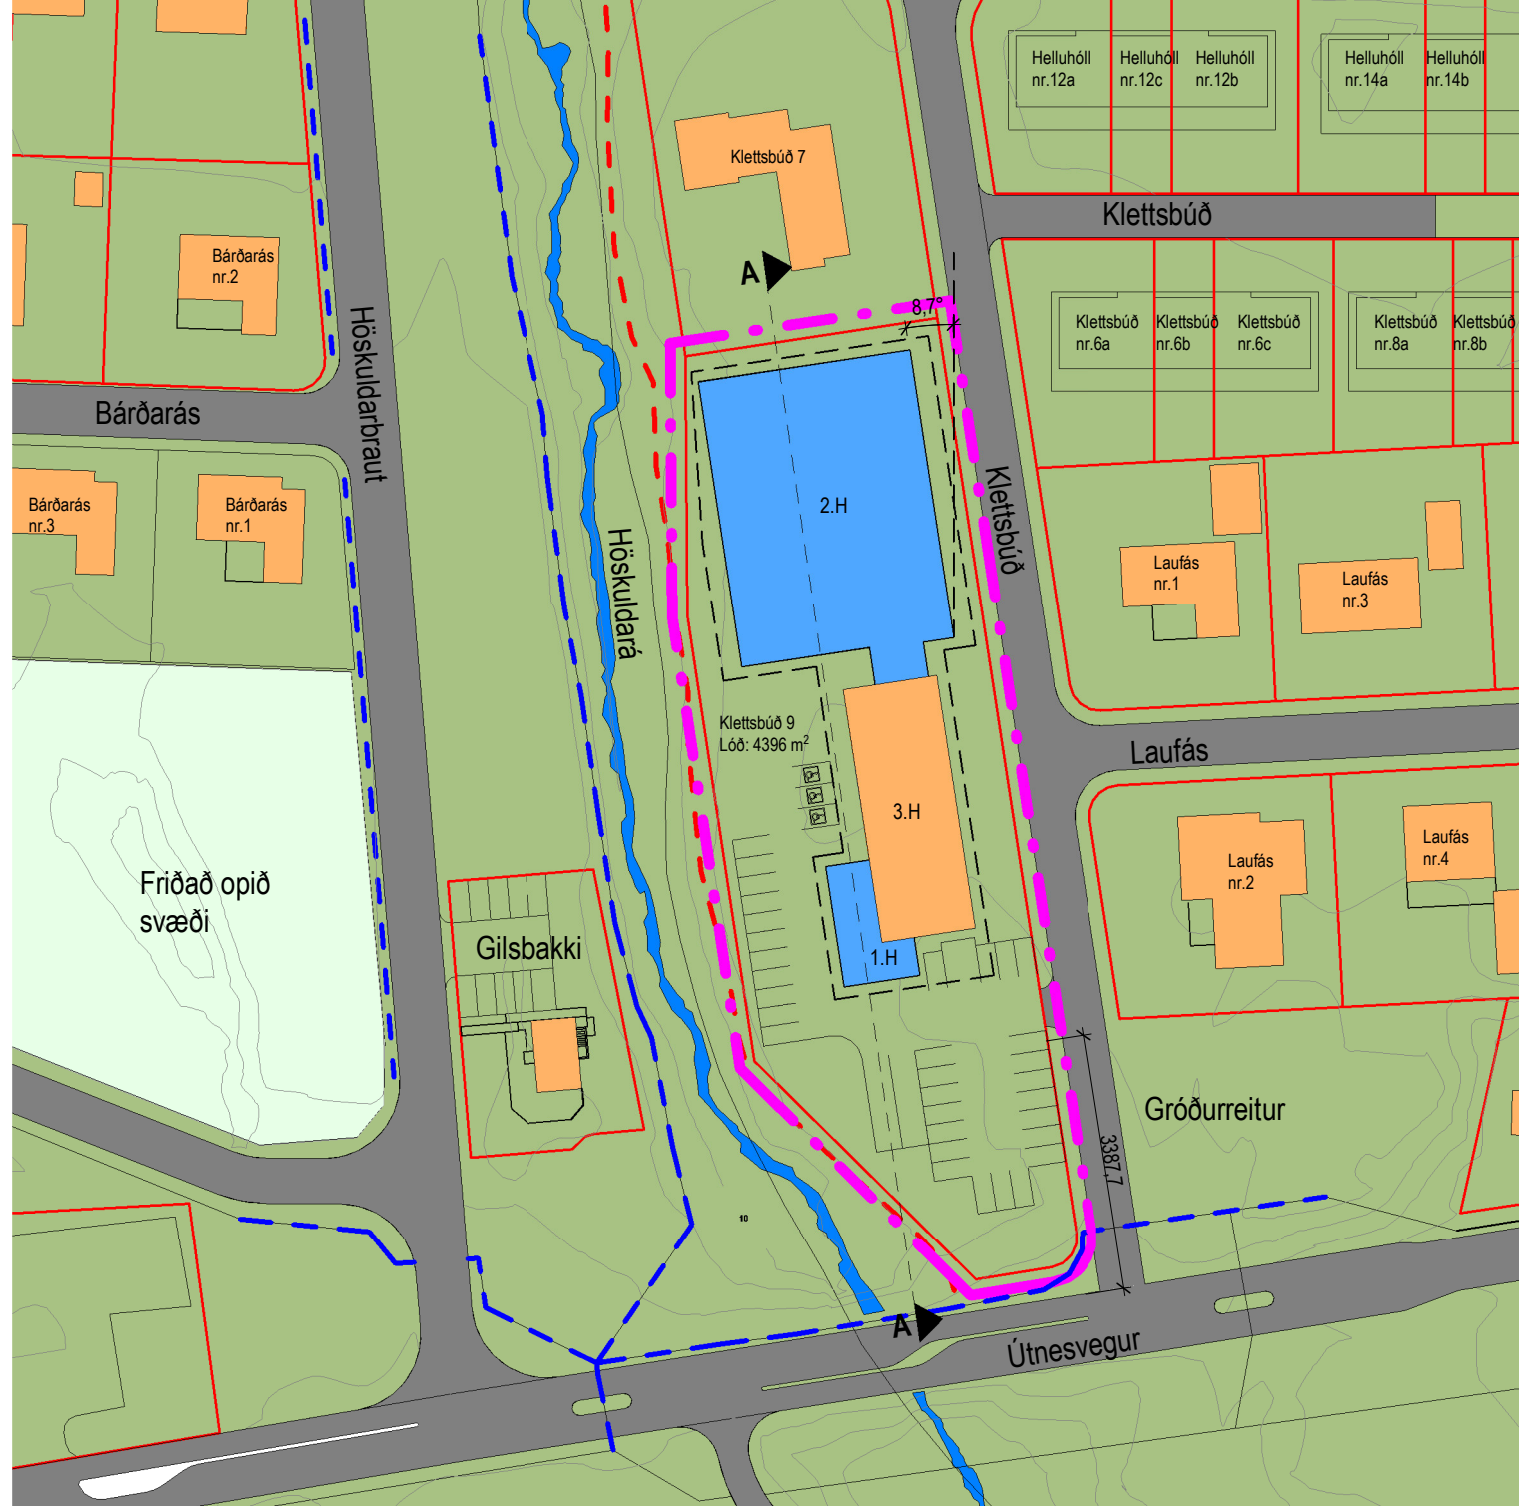 Helluhóll
nr.12a
Helluhóll
nr.12c
Helluhóll
nr.12b
Helluhóll
nr.14a
Helluhóll
nr.14b
Klettsbúð 7
Klettsbúð
Bárðarás
nr.2
A
8,7°
Höskuldarbraut
Klettsbúð
nr.6a
Klettsbúð
nr.6b
Klettsbúð
nr.6c
Klettsbúð
nr.8a
Klettsbúð
nr.8b
Bárðarás
Bárðarás
nr.3
Bárðarás
nr.1
2.H
Klettsbúð
Höskuldará
Laufás
nr.1
Laufás
nr.3
Klettsbúð 9
Lóð: 4396 m²
Laufás
3.H
Laufás
nr.2
Laufás
nr.4
Friðað opið
svæði
Gilsbakki
1.H
Gróðurreitur
3387,7
10
A
Útnesvegur